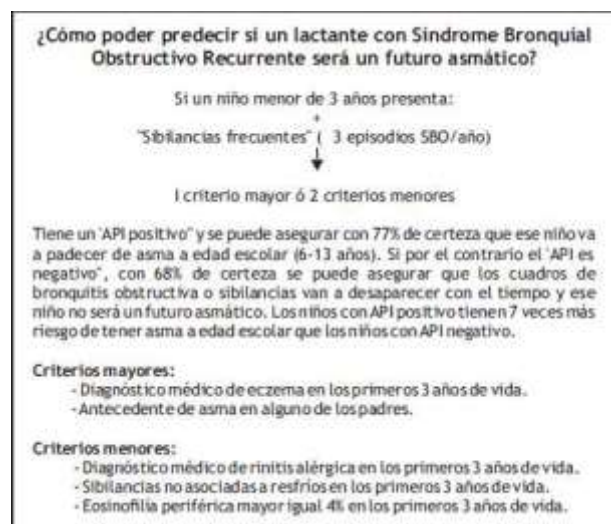 ¿Cómo poder predecir si un lactante con Sindrome Bronquial
Obstructivo Recurrente será un futuro asmático?
Si un niño menor de 3 años presenta:
+
"Sibilancias frecuentes" ( 3 episodios SBO/año)
I criterio mayor ó 2 criterios menores
Tiene un "API positivo" y se puede asegurar con 77% de certeza que ese niño va
a padecer de asma a edad escolar (6-13 años). Si por el contrario el "API es
negativo", con 68% de certeza se puede asegurar que los cuadros de
bronquitis obstructiva o sibilancias van a desaparecer con el tiempo y ese
niño no será un futuro asmático. Los niños con API positivo tienen 7 veces más
riesgo de tener asma a edad escolar que los niños con API negativo.
Criterios mayores:
- Diagnóstico médico de eczema en los primeros 3 años de vida.
- Antecedente de asma en alguno de los padres.
Criterios menores:
- Diagnóstico médico de rinitis alérgica en los primeros 3 años de vida.
- Sibilancias no asociadas a resfríos en los primeros 3 años de vida.
- Eosinofilia periférica mayor igual 4% en los primeros 3 años de vida.